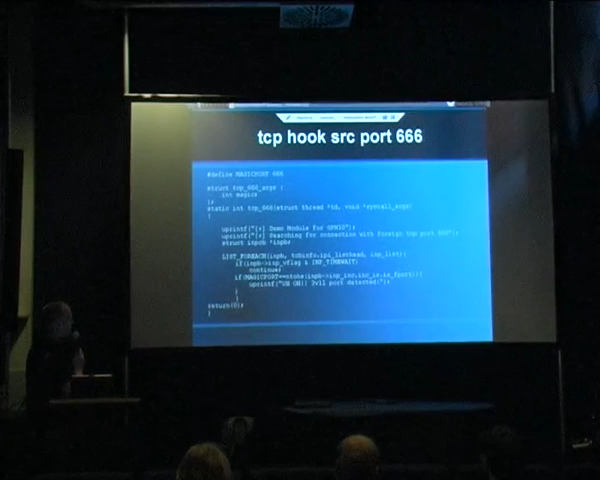 tcp hook src port 666
#define MAGICPORT 666
struct tcp_666_args {
int magic;
};
static int tcp_666(struct thread *td, void *syscall_args)
{
uprintf("[+] Demo Module for
uprintf("[+] Searching for connection with foreign tcp port 666
struct inpcb *inpb;
LIST_FOREACH(inpb, tcbinfo.ipi_listhead, inp_list){
if(inpb->inp_vflag & INP_TIMEWAIT)
continue;
if(MAGICPORT==ntohs(inpb->inp_inc.inc_ie.ie_fport)){
uprintf("UH OH!! port detected!");
}
}
return(0);
}